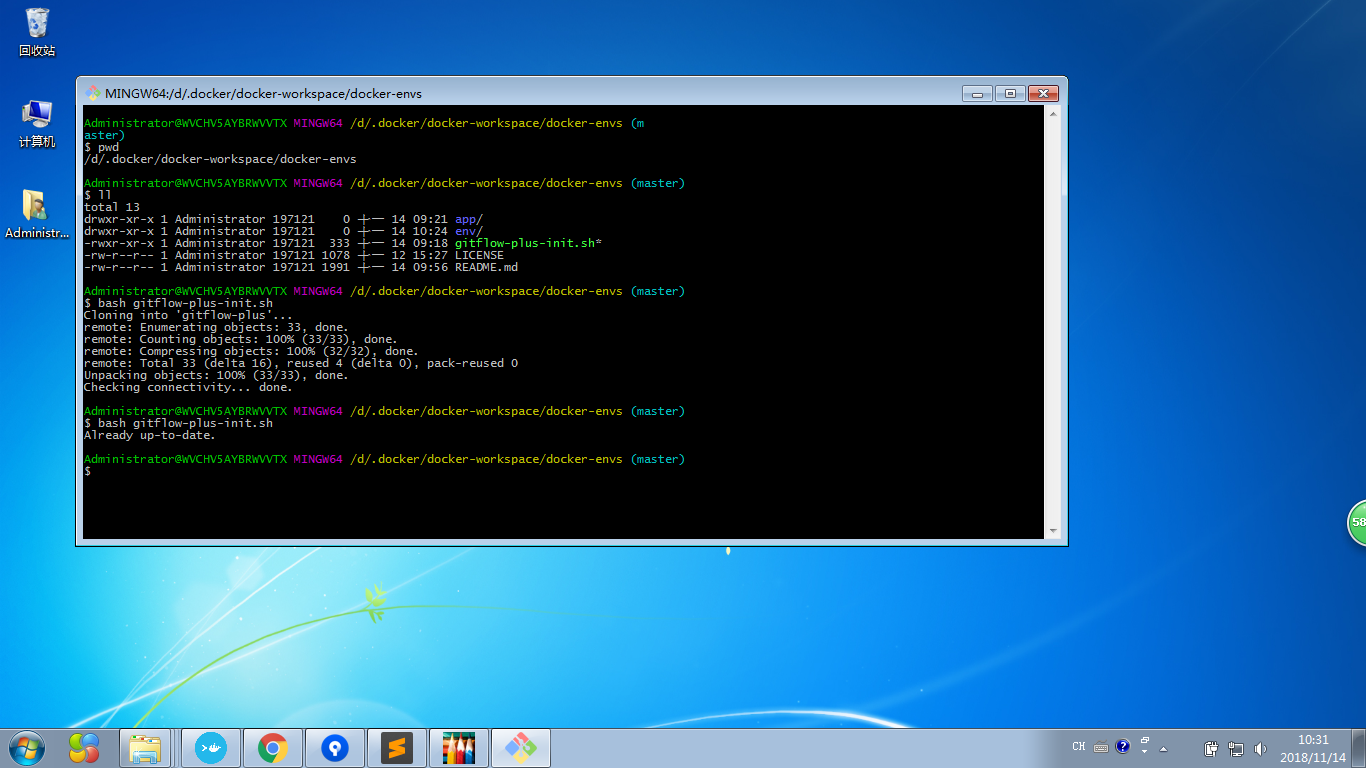 回收站
计算机
Administr...
MINGW64:/d/.docker/docker-workspace/docker-envs
Administrator@WVCHV5AYBRWVVTX MINGW64 /d/.docker/docker-workspace/docker-envs (m
aster)
$ pwd
/d/.docker/docker-workspace/docker-envs
Administrator@WVCHV5AYBRWVVTX MINGW64 /d/.docker/docker-workspace/docker-envs (master)
$ ll
total 13
drwxr-xr-x 1 Administrator 197121    0 十一 14 09:21 app/
drwxr-xr-x 1 Administrator 197121    0 十一 14 10:24 env/
-rwxr-xr-x 1 Administrator 197121  333 十一 14 09:18 gitflow-plus-init.sh*
-rw-r--r-- 1 Administrator 197121 1078 十一 12 15:27 LICENSE
-rw-r--r-- 1 Administrator 197121 1991 十一 14 09:56 README.md
Administrator@WVCHV5AYBRWVVTX MINGW64 /d/.docker/docker-workspace/docker-envs (master)
$ bash gitflow-plus-init.sh
Cloning into 'gitflow-plus'...
remote: Enumerating objects: 33, done.
remote: Counting objects: 100% (33/33), done.
remote: Compressing objects: 100% (32/32), done.
remote: Total 33 (delta 16), reused 4 (delta 0), pack-reused 0
Unpacking objects: 100% (33/33), done.
Checking connectivity... done.
Administrator@WVCHV5AYBRWVVTX MINGW64 /d/.docker/docker-workspace/docker-envs (master)
$ bash gitflow-plus-init.sh
Already up-to-date.
Administrator@WVCHV5AYBRWVVTX MINGW64 /d/.docker/docker-workspace/docker-envs (master)
$
58
CH
10:31
2018/11/14